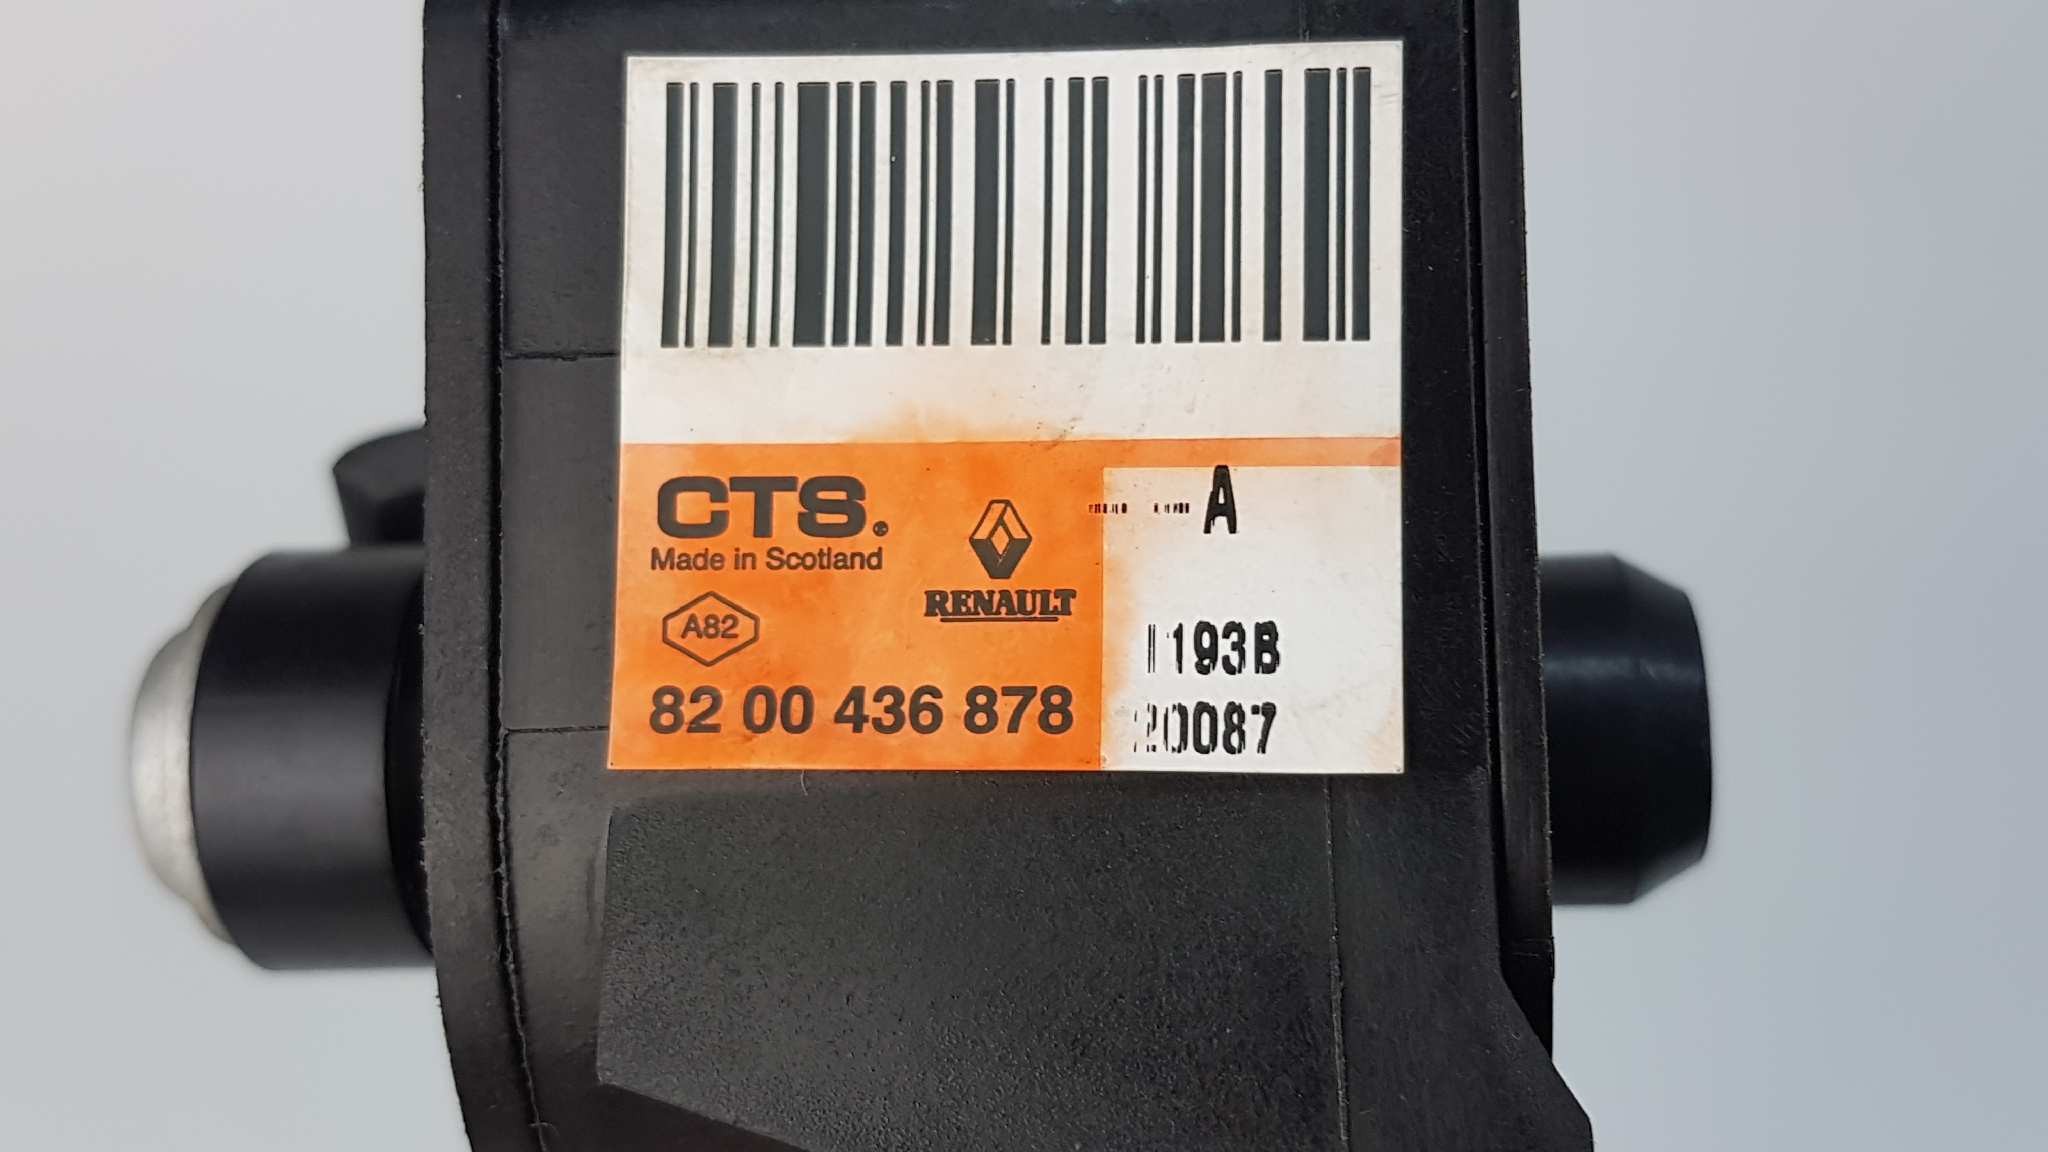 CTS.
Made in Scotland
RENAULT
A82
82 00 436 878
A
193B
20087